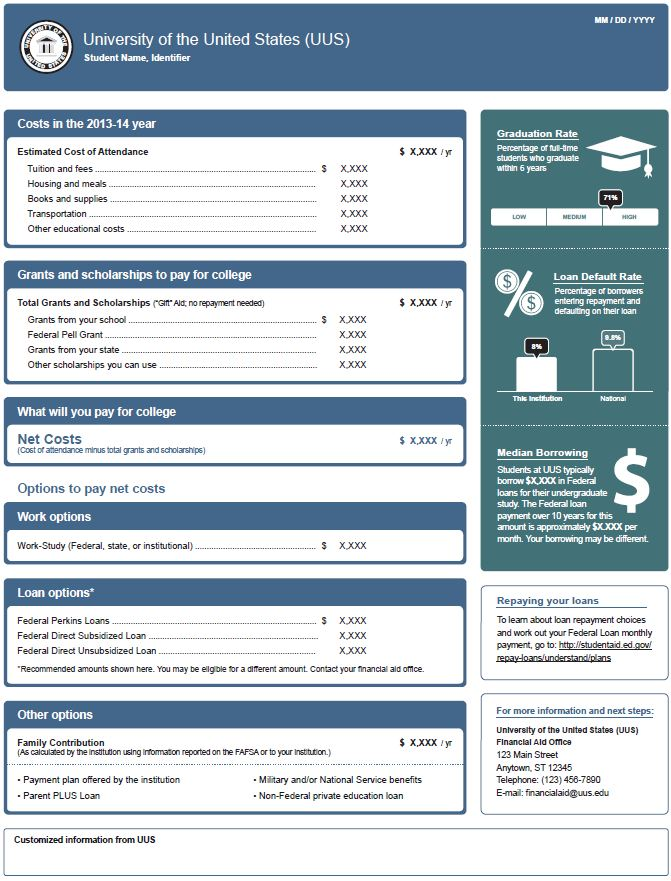 MM / DD / YYYY
UNIVERSITY OF THE UNITED STATES
University of the United States (UUS)
Student Name, Identifier
Costs in the 2013-14 year
Estimated Cost of Attendance $ X,XXX / yr
Tuition and fees ........ $ X,XXX
Housing and meals ........ X,XXX
Books and supplies ........ X,XXX
Transportation ........ X,XXX
Other educational costs ........ X,XXX
Grants and scholarships to pay for college
Total Grants and Scholarships ("Gift" Aid; no repayment needed) $ X,XXX / yr
Grants from your school ........ $ X,XXX
Federal Pell Grant ........ X,XXX
Grants from your state ........ X,XXX
Other scholarships you can use ........ X,XXX
What will you pay for college
Net Costs $ X,XXX / yr
(Cost of attendance minus total grants and scholarships)
Options to pay net costs
Work options
Work-Study (Federal, state, or institutional) ........ $ X,XXX
Loan options*
Federal Perkins Loans ........ $ X,XXX
Federal Direct Subsidized Loan ........ X,XXX
Federal Direct Unsubsidized Loan ........ X,XXX
*Recommended amounts shown here. You may be eligible for a different amount. Contact your financial aid office.
Other options
Family Contribution $ X,XXX / yr
(As calculated by the institution using information reported on the FAFSA or to your institution.)
• Payment plan offered by the institution
• Parent PLUS Loan
• Military and/or National Service benefits
• Non-Federal private education loan
Graduation Rate
Percentage of full-time
students who graduate
within 6 years
71%
LOW MEDIUM HIGH
$ % $
Loan Default Rate
Percentage of borrowers
entering repayment and
defaulting on their loan
8% 9.8%
This Institution National
Median Borrowing
Students at UUS typically
borrow $X,XXX in Federal
loans for their undergraduate
study. The Federal loan
payment over 10 years for this
amount is approximately $X.XXX per
month. Your borrowing may be different.
$
Repaying your loans
To learn about loan repayment choices
and work out your Federal Loan monthly
payment, go to: http://studentaid.ed.gov/
repay-loans/understand/plans
For more information and next steps:
University of the United States (UUS)
Financial Aid Office
123 Main Street
Anytown, ST 12345
Telephone: (123) 456-7890
E-mail: financialaid@uus.edu
Customized information from UUS